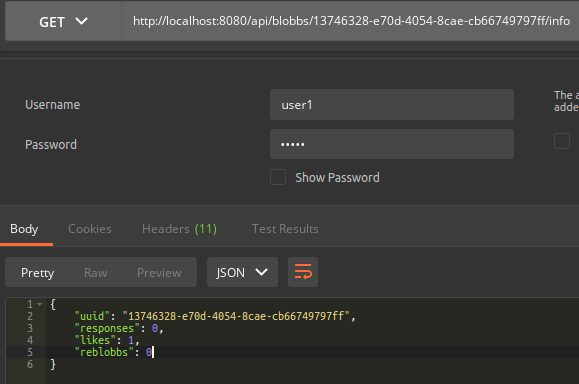 GET http://localhost:8080/api/blobbs/13746328-e70d-4054-8cae-cb66749797ff/info
Username user1 The a
adde
Password •••••
Show Password
Body Cookies Headers (11) Test Results
Pretty Raw Preview JSON
1 {
2 "uuid": "13746328-e70d-4054-8cae-cb66749797ff",
3 "responses": 0,
4 "likes": 1,
5 "reblobbs": 0
6 }